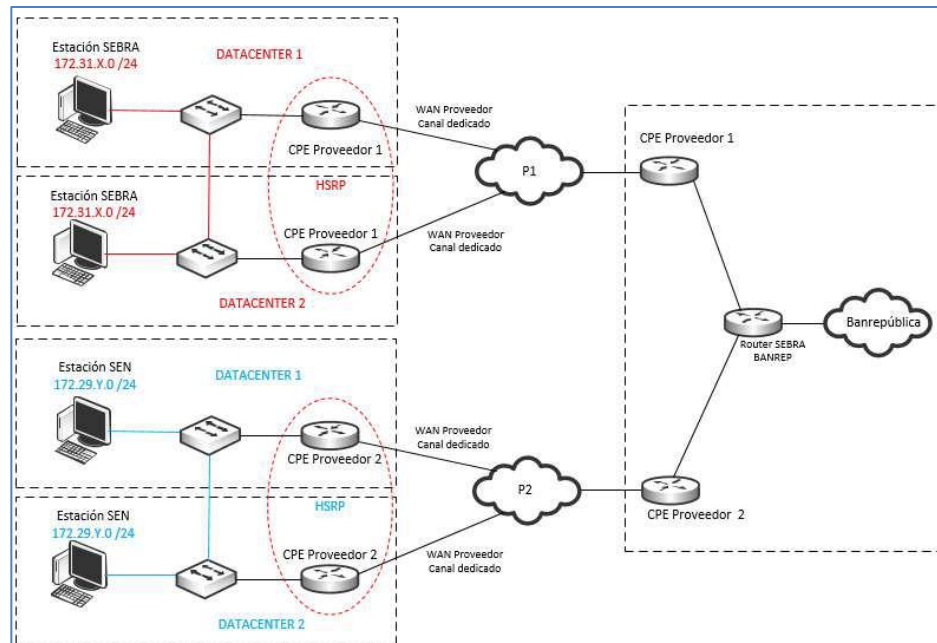 Estación SEBRA
172.31.X.0 /24
DATACENTER 1
CPE Proveedor 1
WAN Proveedor
Canal dedicado
HSRP
Estación SEBRA
172.31.X.0 /24
CPE Proveedor 1
DATACENTER 2
WAN Proveedor
Canal dedicado
P1
CPE Proveedor 1
Router SEBRA
BANREP
Banrepública
Estación SEN
172.29.Y.0 /24
DATACENTER 1
CPE Proveedor 2
WAN Proveedor
Canal dedicado
HSRP
Estación SEN
172.29.Y.0 /24
CPE Proveedor 2
DATACENTER 2
WAN Proveedor
Canal dedicado
P2
CPE Proveedor 2